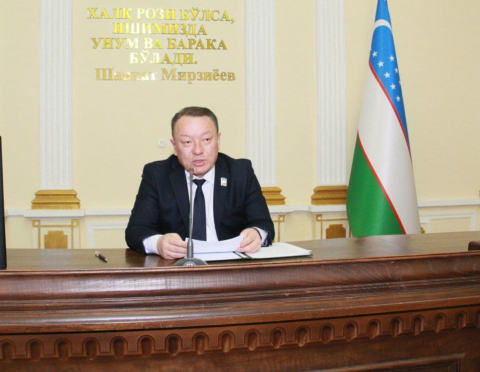 ХАЛҚ РОЗИ БЎЛСА,
ИШИМИЗДА
УНУМ ВА БАРАКА
БЎЛАДИ.
Шавкат Мирзиёев